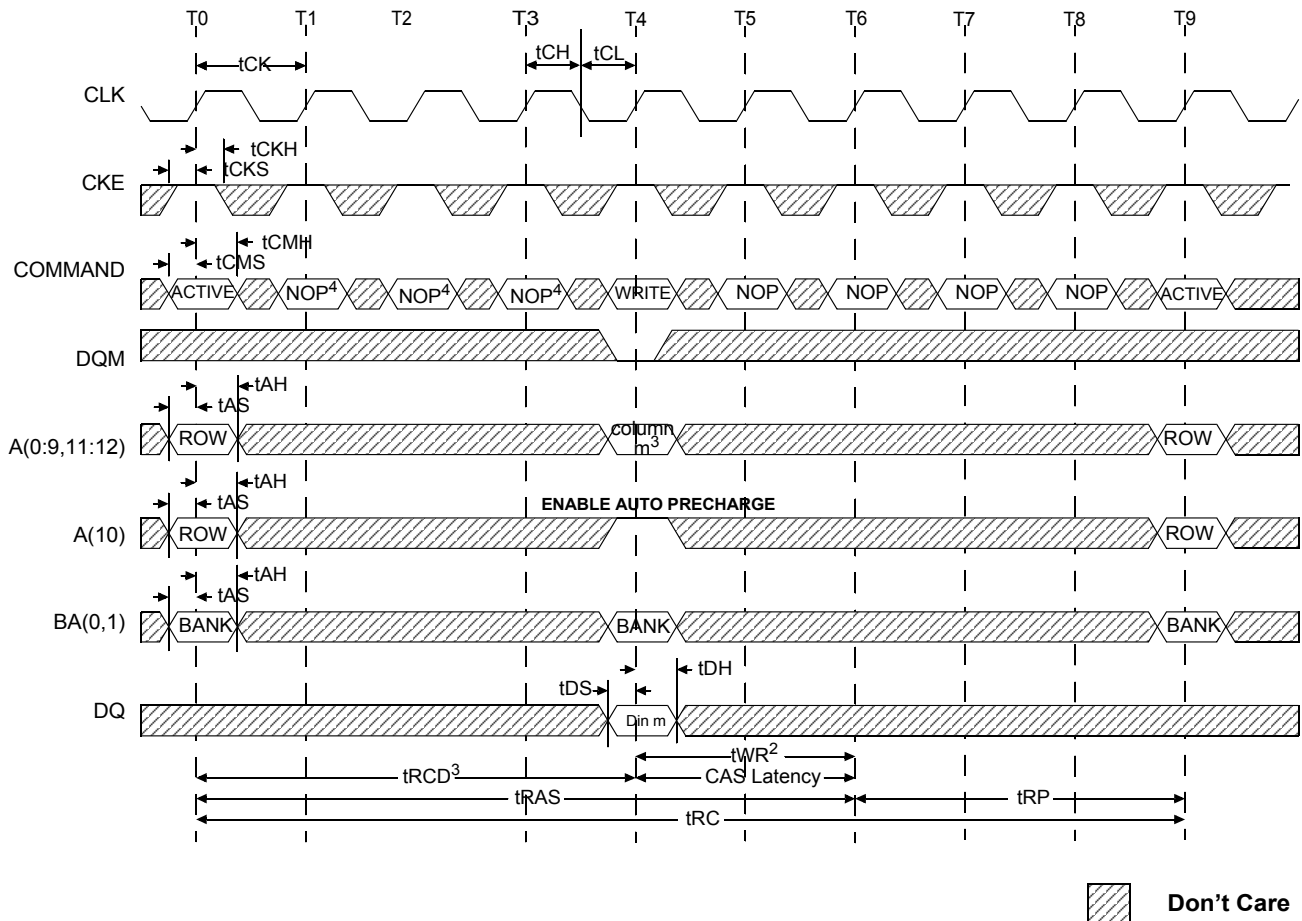 T0 T1 T2 T3 T4 T5 T6 T7 T8 T9
tCK tCH tCL
CLK
tCKH
tCKS
CKE
tCMH
tCMS
COMMAND
ACTIVE NOP4 NOP4 NOP4 WRITE NOP NOP NOP NOP ACTIVE
DQM
tAH
tAS
A(0:9,11:12) ROW column m3 ROW
tAH
tAS
ENABLE AUTO PRECHARGE
A(10) ROW ROW
tAH
tAS
BA(0,1) BANK BANK BANK
tDH
tDS
DQ Din m
tWR2
tRCD3 CAS Latency
tRAS tRP
tRC
Don't Care